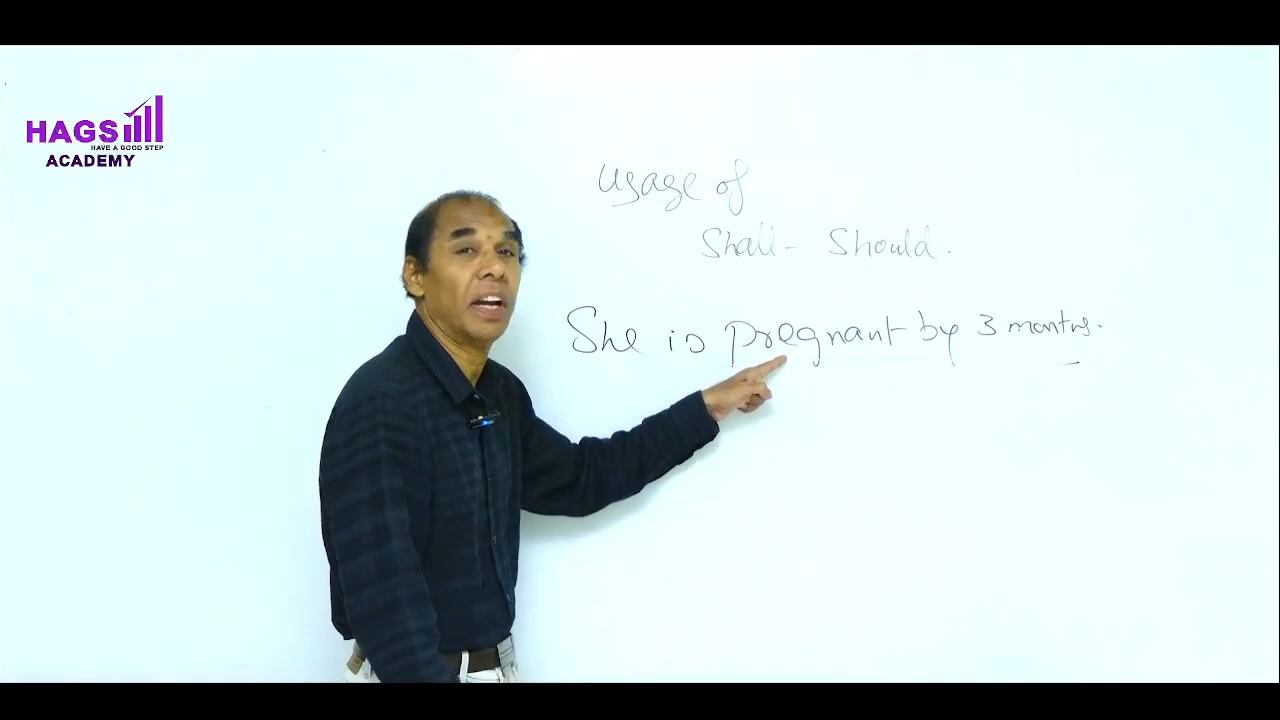 HAGS
HAVE A GOOD STEP
ACADEMY
Usage of
Shall - Should.
She is pregnant by 3 months.